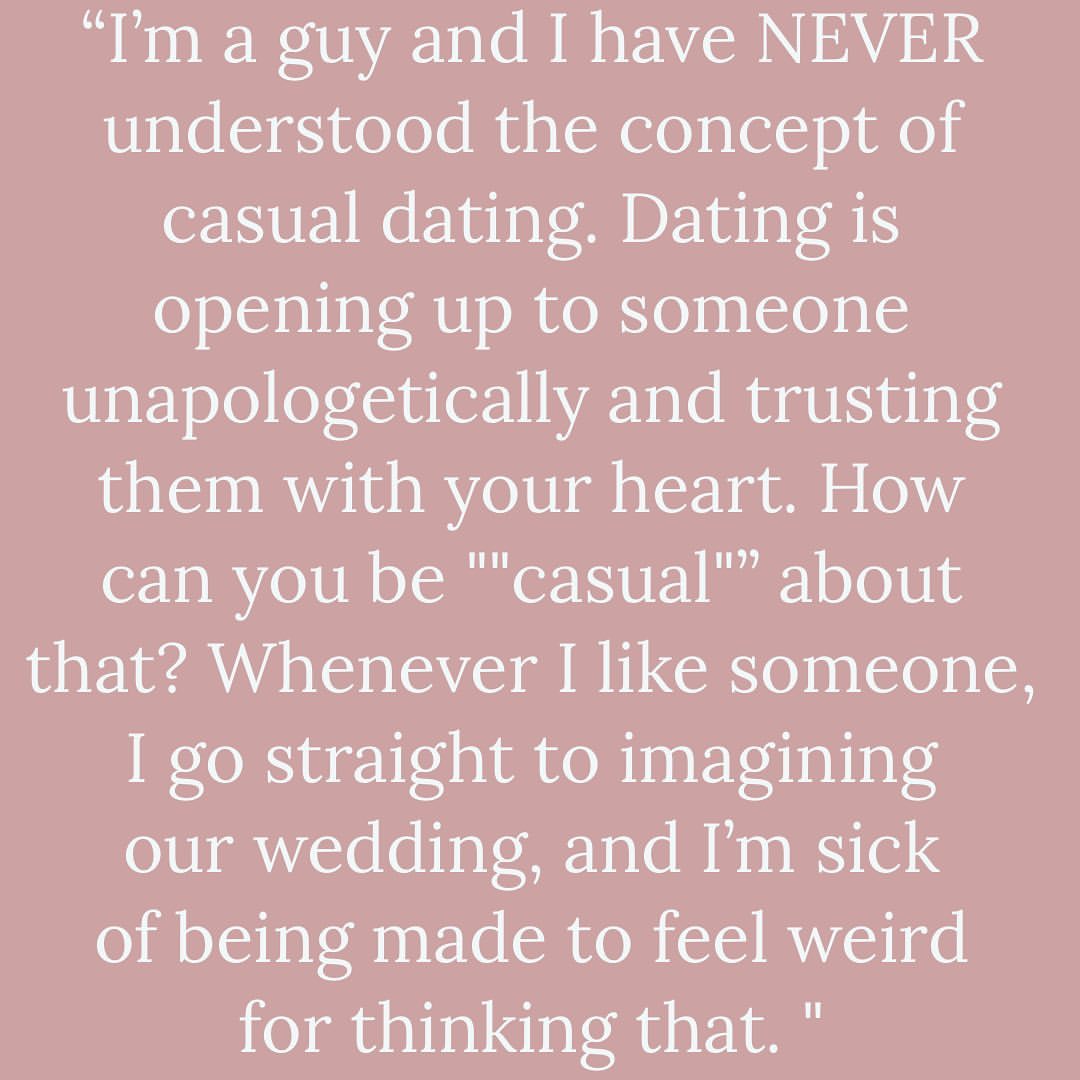 “I’m a guy and I have NEVER
understood the concept of
casual dating. Dating is
opening up to someone
unapologetically and trusting
them with your heart. How
can you be ""casual"” about
that? Whenever I like someone,
I go straight to imagining
our wedding, and I’m sick
of being made to feel weird
for thinking that. "